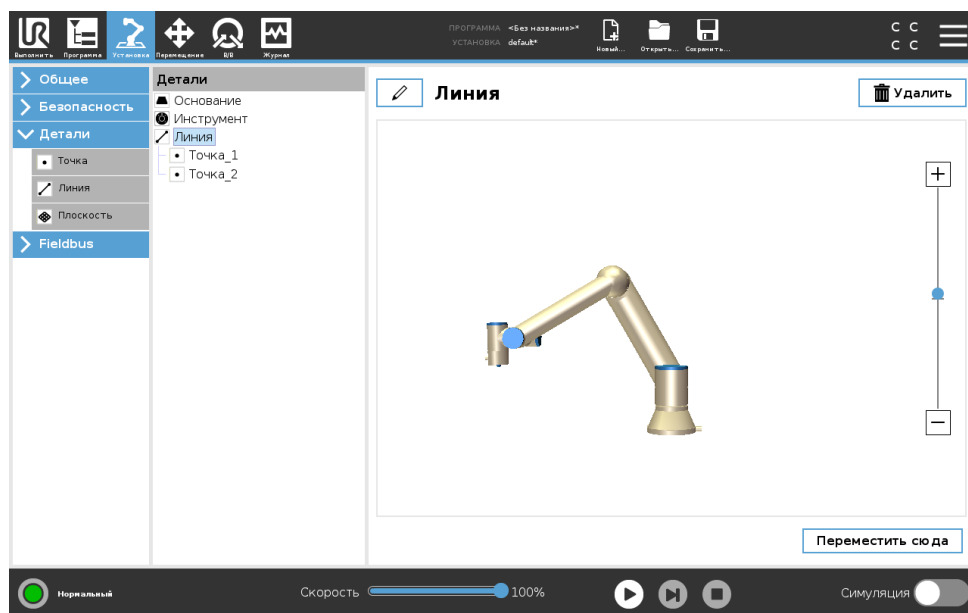 UR
Выполнить Программа Установка Перемещение В/В Журнал
ПРОГРАММА <Без названия>*
УСТАНОВКА default*
Новый... Открыть... Сохранить...
C C
C C
Общее
Безопасность
Детали
Точка
Линия
Плоскость
Fieldbus
Детали
Основание
Инструмент
Линия
Точка_1
Точка_2
Линия
Удалить
Переместить сюда
Нормальный
Скорость 100%
Симуляция